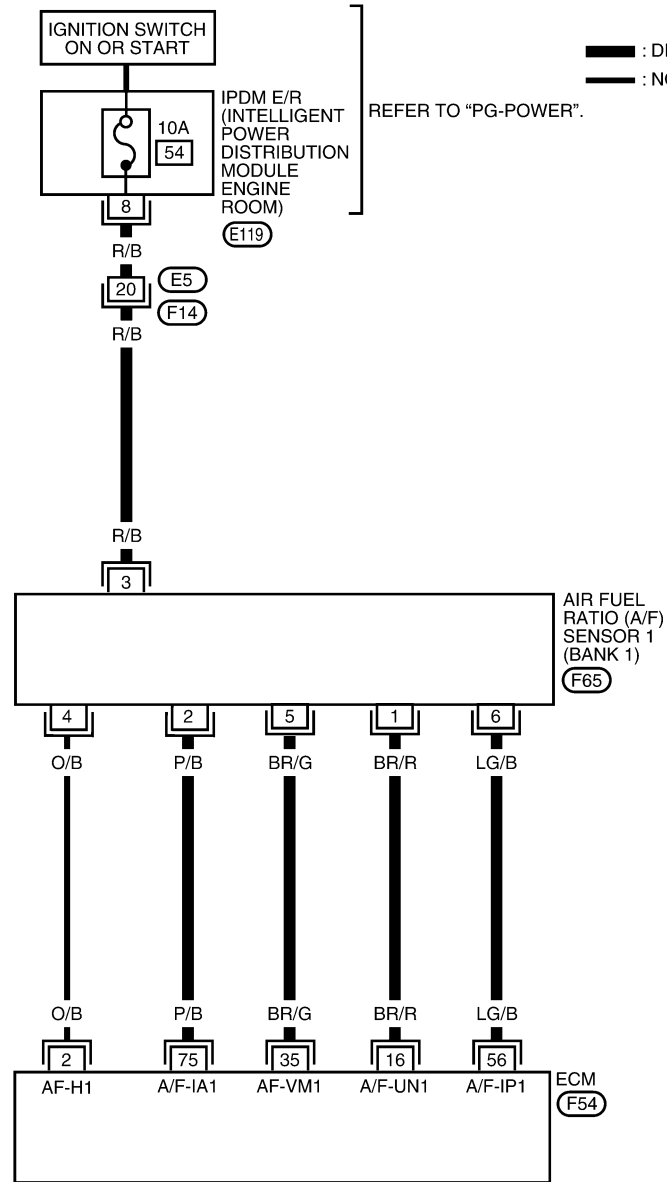 IGNITION SWITCH
ON OR START
10A
54
IPDM E/R
(INTELLIGENT
POWER
DISTRIBUTION
MODULE
ENGINE
ROOM)
E119
REFER TO “PG-POWER”.
: DE
: NO
8
R/B
20
E5
F14
R/B
R/B
3
AIR FUEL
RATIO (A/F)
SENSOR 1
(BANK 1)
F65
4 2 5 1 6
O/B P/B BR/G BR/R LG/B
O/B P/B BR/G BR/R LG/B
2 75 35 16 56
AF-H1 A/F-IA1 AF-VM1 A/F-UN1 A/F-IP1
ECM
F54